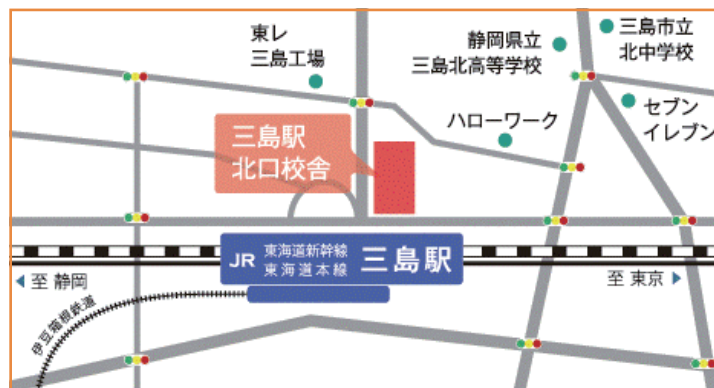 東レ
三島工場
静岡県立
三島北高等学校
三島市立
北中学校
セブン
イレブン
ハローワーク
三島駅
北口校舎
JR 東海道新幹線
東海道本線 三島駅
至 静岡
至 東京
伊豆箱根鉄道